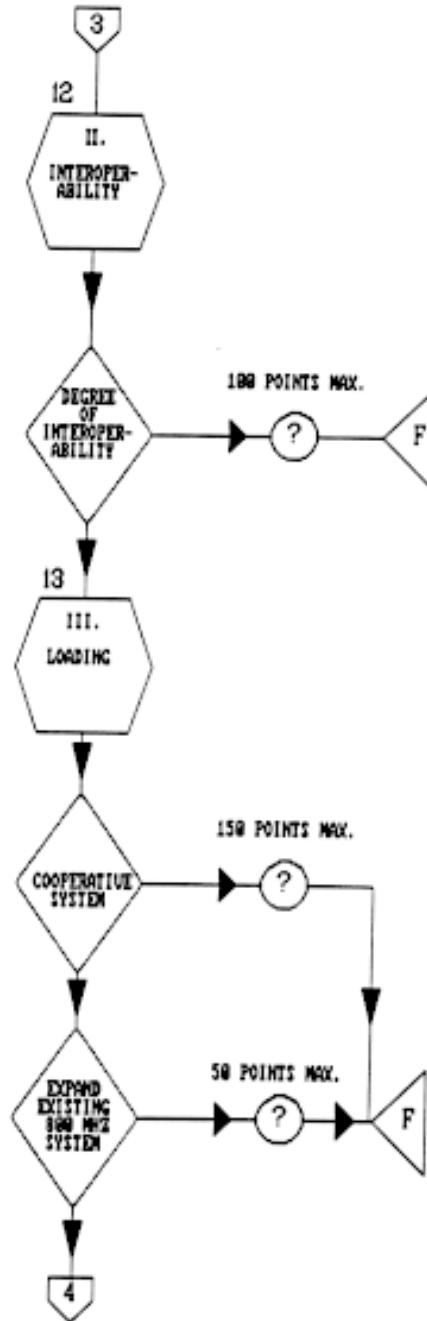 3
12
II.
INTEROPER-
ABILITY
DEGREE
OF
INTEROPER-
ABILITY
100 POINTS MAX.
?
F
13
III.
LOADING
COOPERATIVE
SYSTEM
150 POINTS MAX.
?
EXPAND
EXISTING
800 MHZ
SYSTEM
50 POINTS MAX.
?
F
4